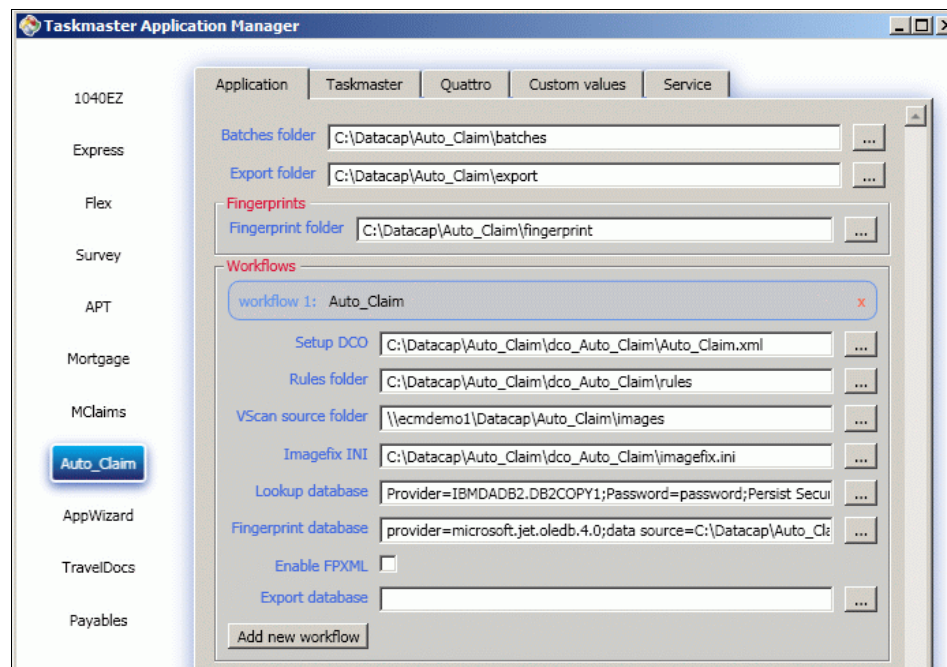 Taskmaster Application Manager
1040EZ
Express
Flex
Survey
APT
Mortgage
MClaims
Auto_Claim
AppWizard
TravelDocs
Payables
Application Taskmaster Quattro Custom values Service
Batches folder C:\Datacap\Auto_Claim\batches ...
Export folder C:\Datacap\Auto_Claim\export ...
Fingerprints
Fingerprint folder C:\Datacap\Auto_Claim\fingerprint ...
Workflows
workflow 1: Auto_Claim x
Setup DCO C:\Datacap\Auto_Claim\dco_Auto_Claim\Auto_Claim.xml ...
Rules folder C:\Datacap\Auto_Claim\dco_Auto_Claim\rules ...
VScan source folder \\ecmdemo1\Datacap\Auto_Claim\images ...
Imagefix INI C:\Datacap\Auto_Claim\dco_Auto_Claim\imagefix.ini ...
Lookup database Provider=IBMDADB2.DB2COPY1;Password=password;Persist Secu ...
Fingerprint database provider=microsoft.jet.oledb.4.0;data source=C:\Datacap\Auto_Cla ...
Enable FPXML
Export database ...
Add new workflow